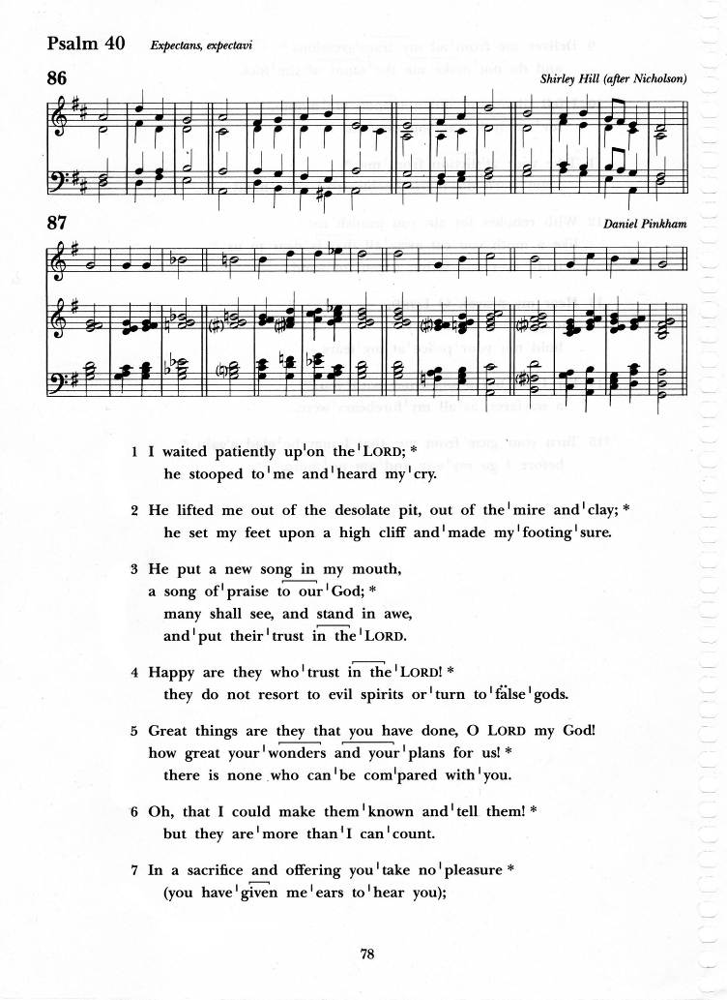 Psalm 40 Expectans, expectavi
86 Shirley Hill (after Nicholson)
87 Daniel Pinkham
1 I waited patiently up'on the'LORD; *
he stooped to'me and'heard my'cry.
2 He lifted me out of the desolate pit, out of the'mire and'clay; *
he set my feet upon a high cliff and'made my'footing'sure.
3 He put a new song in my mouth,
a song of'praise to our'God; *
many shall see, and stand in awe,
and'put their'trust in the'LORD.
4 Happy are they who'trust in the'LORD! *
they do not resort to evil spirits or'turn to'fälse'gods.
5 Great things are they that you have done, O LORD my God!
how great your'wonders and your'plans for us! *
there is none who can'be com'pared with'you.
6 Oh, that I could make them'known and'tell them! *
but they are'more than'I can'count.
7 In a sacrifice and offering you'take no'pleasure *
(you have'given me'ears to'hear you);
78